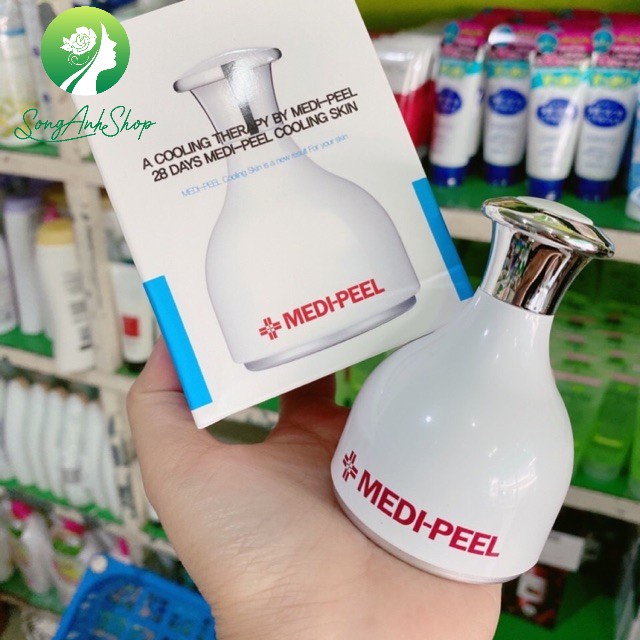 SongAnhShop
A COOLING THERAPY BY MEDI-PEEL
28 DAYS MEDI-PEEL COOLING SKIN
MEDI-PEEL
MEDI-PEEL